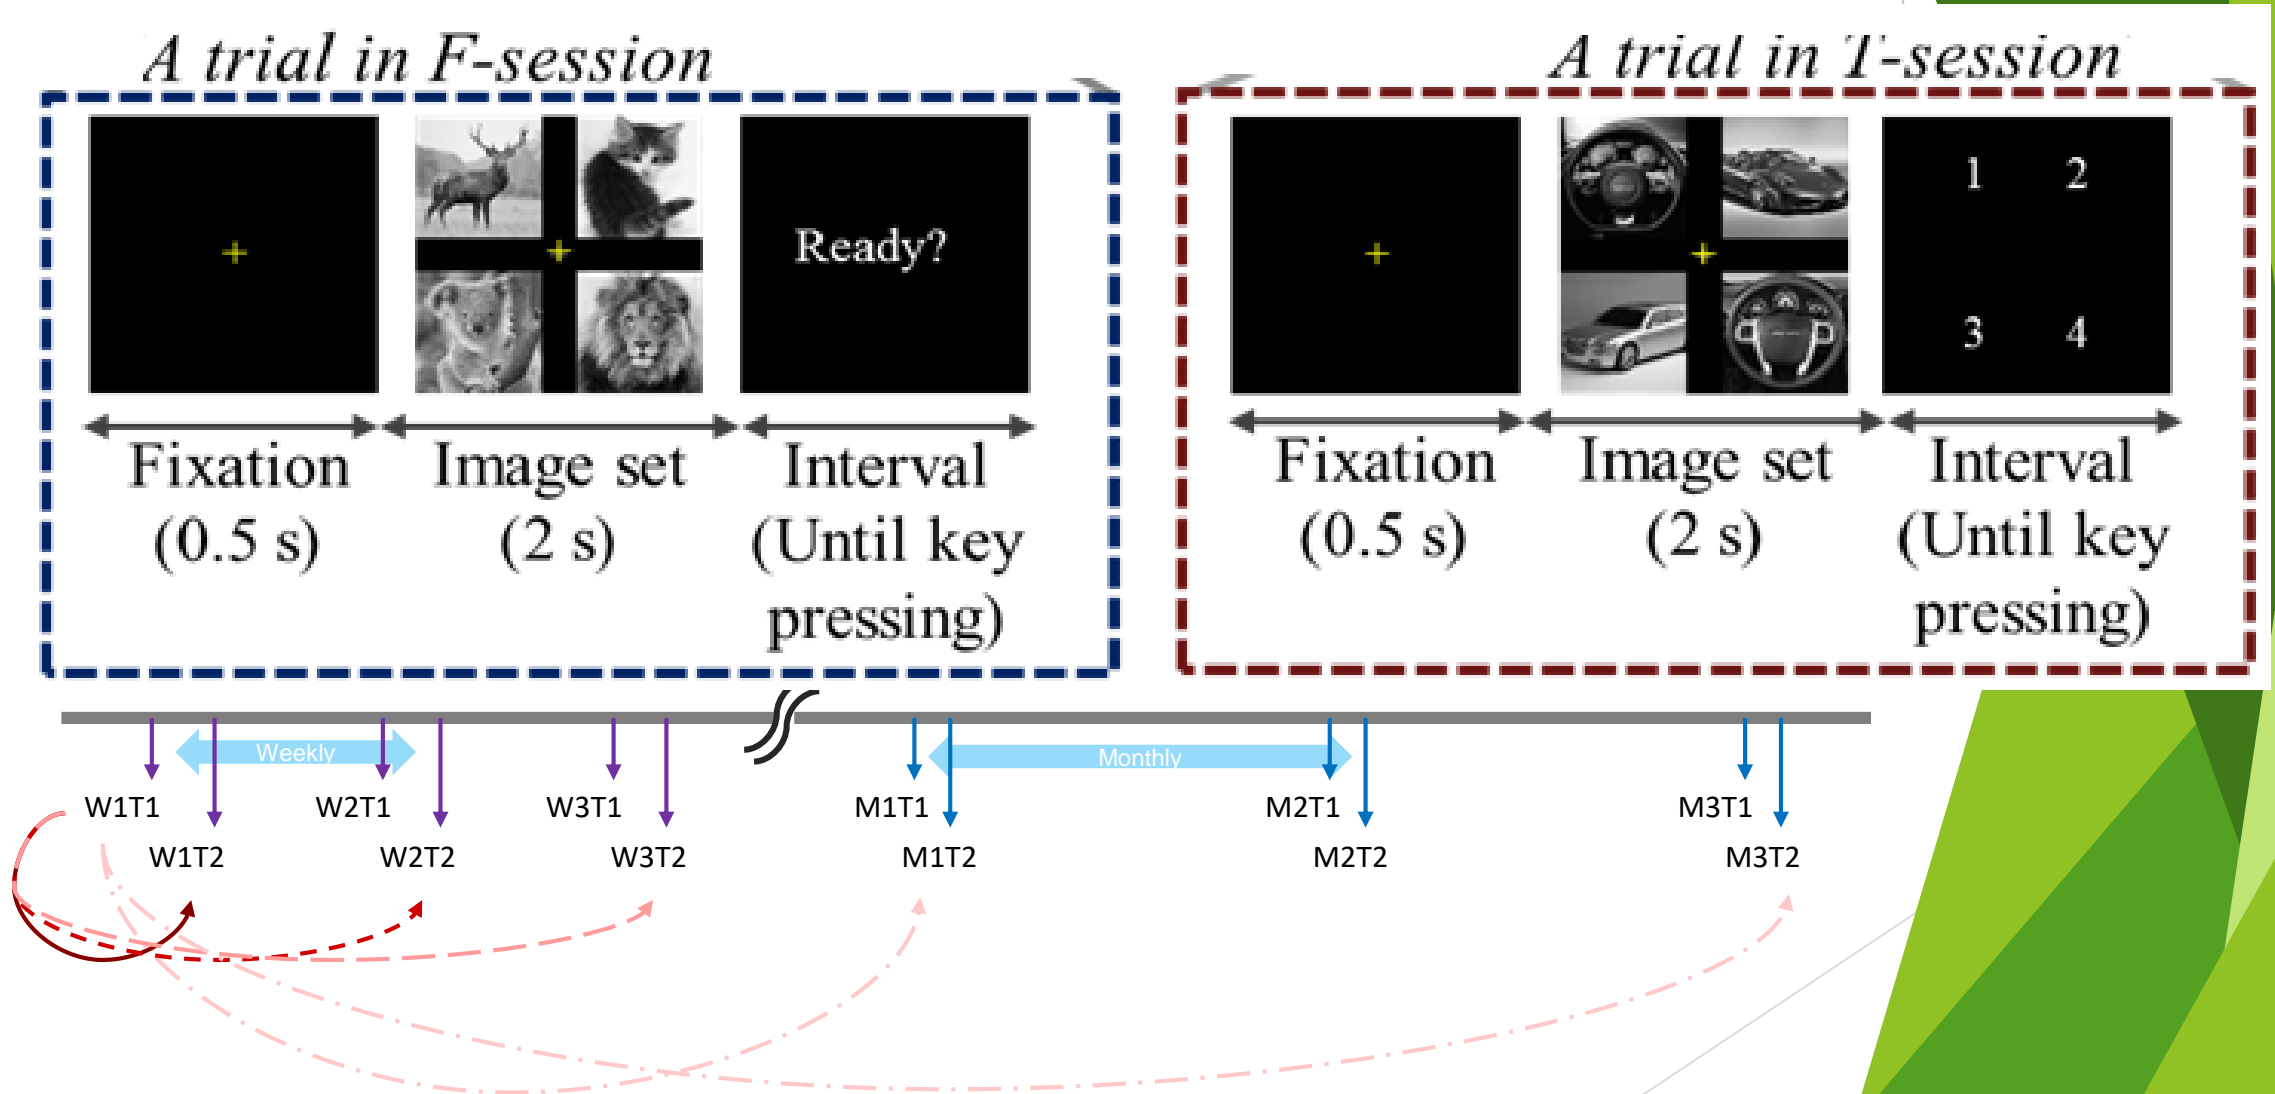 A trial in F-session
A trial in T-session
Ready?
1 2
3 4
Fixation
(0.5 s)
Image set
(2 s)
Interval
(Until key
pressing)
Fixation
(0.5 s)
Image set
(2 s)
Interval
(Until key
pressing)
Weekly
Monthly
W1T1
W2T1
W3T1
M1T1
M2T1
M3T1
W1T2
W2T2
W3T2
M1T2
M2T2
M3T2